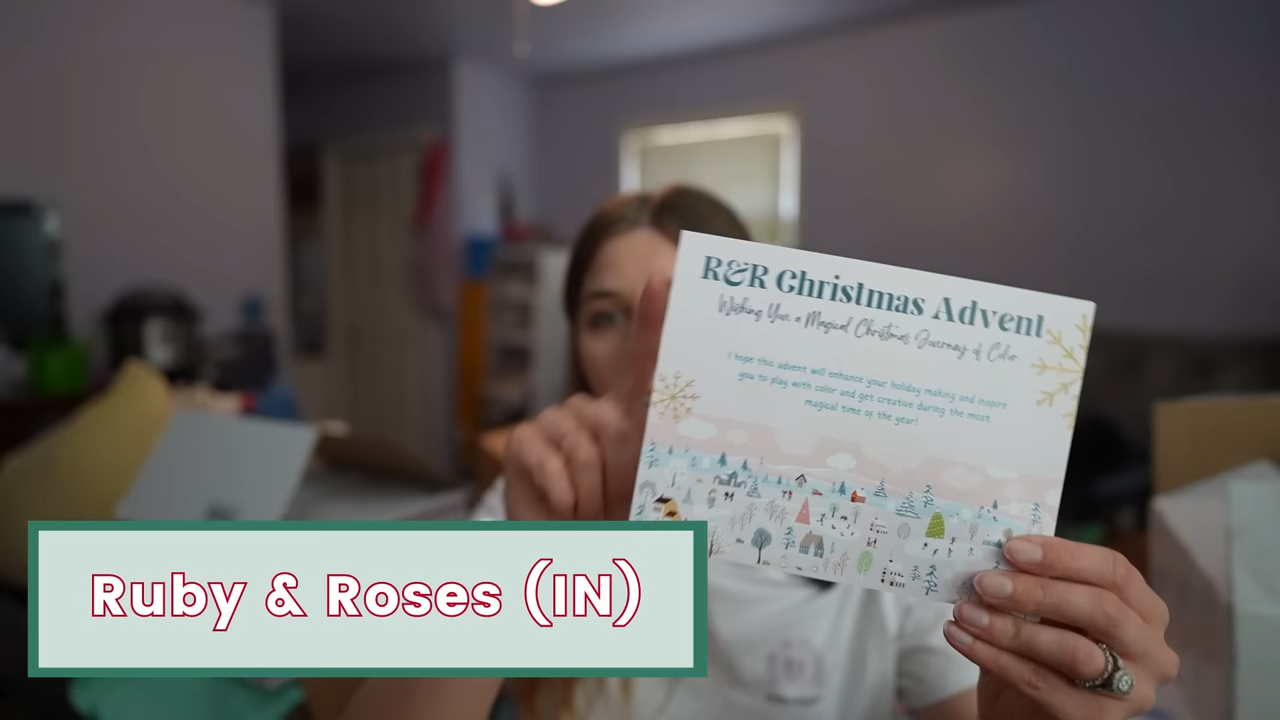 R&R Christmas Advent
Wishing You a Magical Christmas Journey of Color
I hope this advent will enhance your holiday making and inspire
you to play with color and get creative during the most
magical time of the year!
Ruby & Roses (IN)